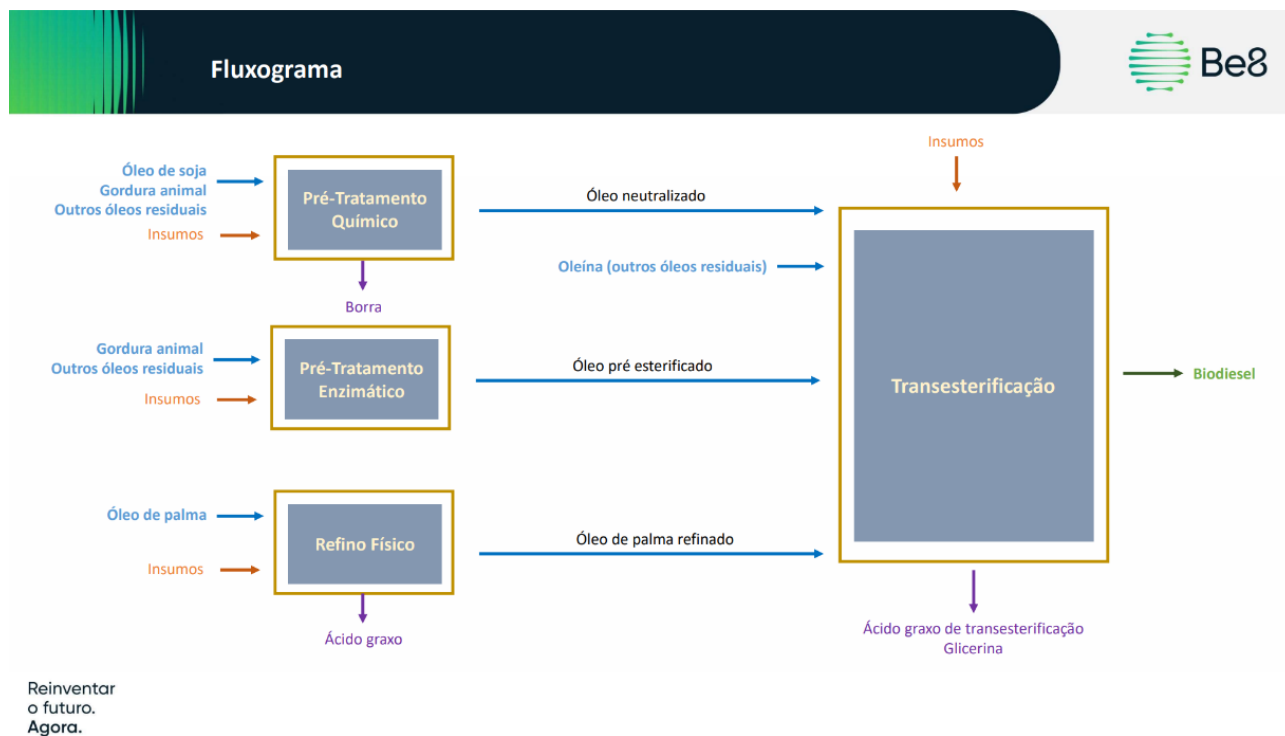 Fluxograma
Be8
Insumos
Óleo de soja
Gordura animal
Outros óleos residuais
Insumos
Pré-Tratamento
Químico
Óleo neutralizado
Oleína (outros óleos residuais)
Borra
Gordura animal
Outros óleos residuais
Insumos
Pré-Tratamento
Enzimático
Óleo pré esterificado
Transesterificação
Biodiesel
Óleo de palma
Insumos
Refino Físico
Óleo de palma refinado
Ácido graxo
Ácido graxo de transesterificação
Glicerina
Reinventar
o futuro.
Agora.